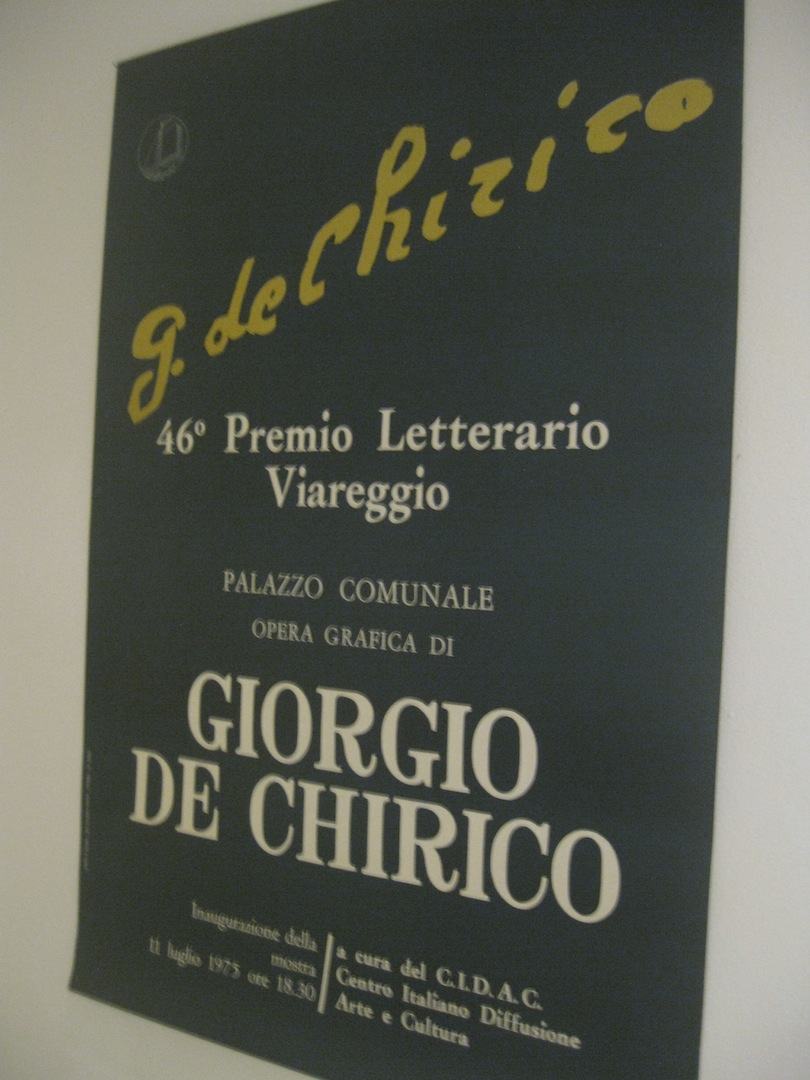 g. de Chirico
46º Premio Letterario
Viareggio
PALAZZO COMUNALE
OPERA GRAFICA DI
GIORGIO
DE CHIRICO
Inaugurazione della
mostra
11 luglio 1975 ore 18.30
a cura del C.I.D.A.C.
Centro Italiano Diffusione
Arte e Cultura